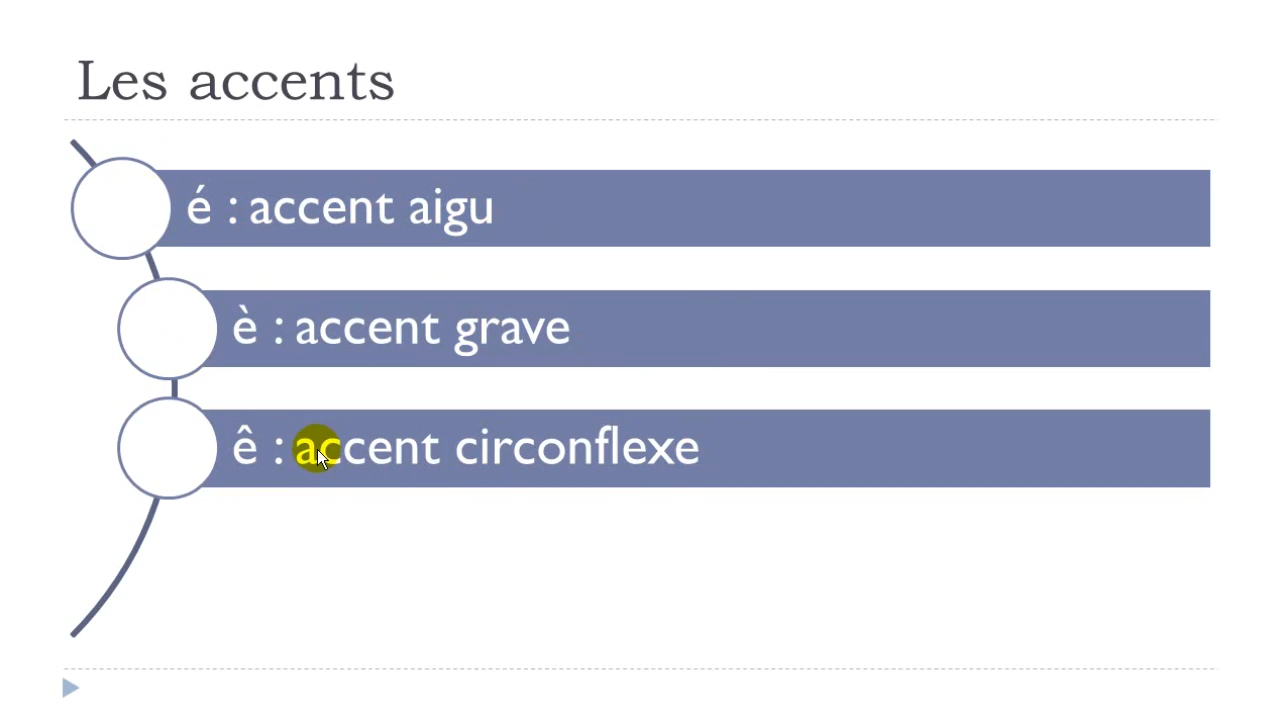 Les accents
é : accent aigu
è : accent grave
ê : accent circonflexe